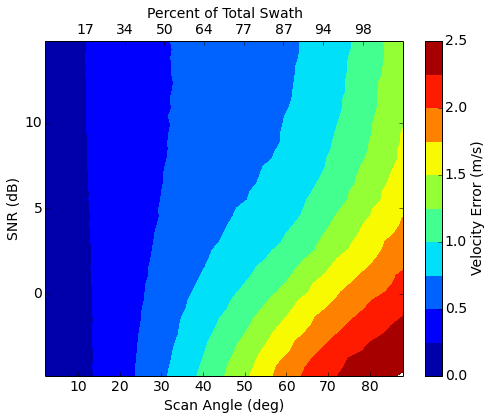 Percent of Total Swath
17 34 50 64 77 87 94 98
2.5
2.0
1.5
1.0
0.5
0.0
Velocity Error (m/s)
10
5
0
SNR (dB)
10 20 30 40 50 60 70 80
Scan Angle (deg)